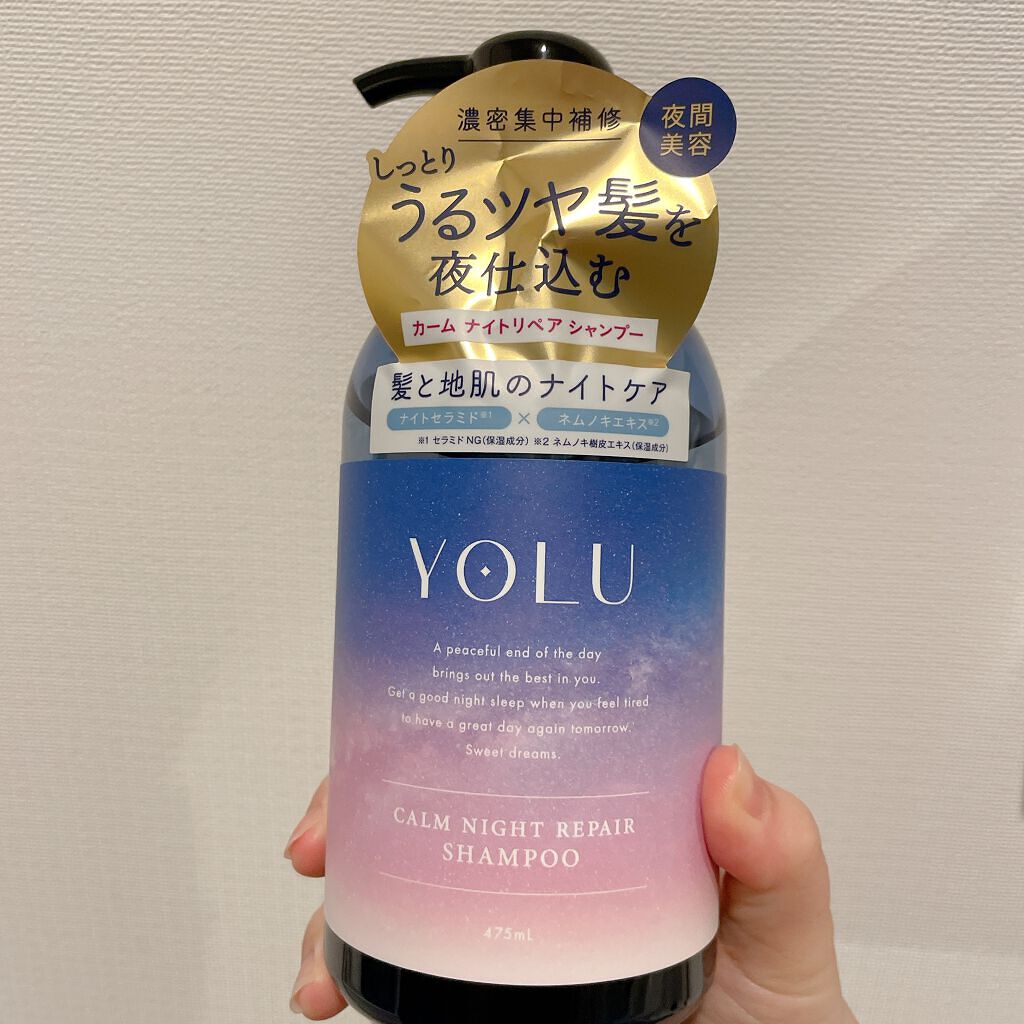 濃密集中補修
夜間
美容
しっとり
うるツヤ髪を
夜仕込む
カーム ナイトリペア シャンプー
髪と地肌のナイトケア
ナイトセラミド※1 × ネムノキエキス※2
※1 セラミドNG(保湿成分) ※2 ネムノキ樹皮エキス(保湿成分)
YOLU
A peaceful end of the day
brings out the best in you.
Get a good night sleep when you feel tired
to have a great day again tomorrow.
Sweet dreams.
CALM NIGHT REPAIR
SHAMPOO
475mL